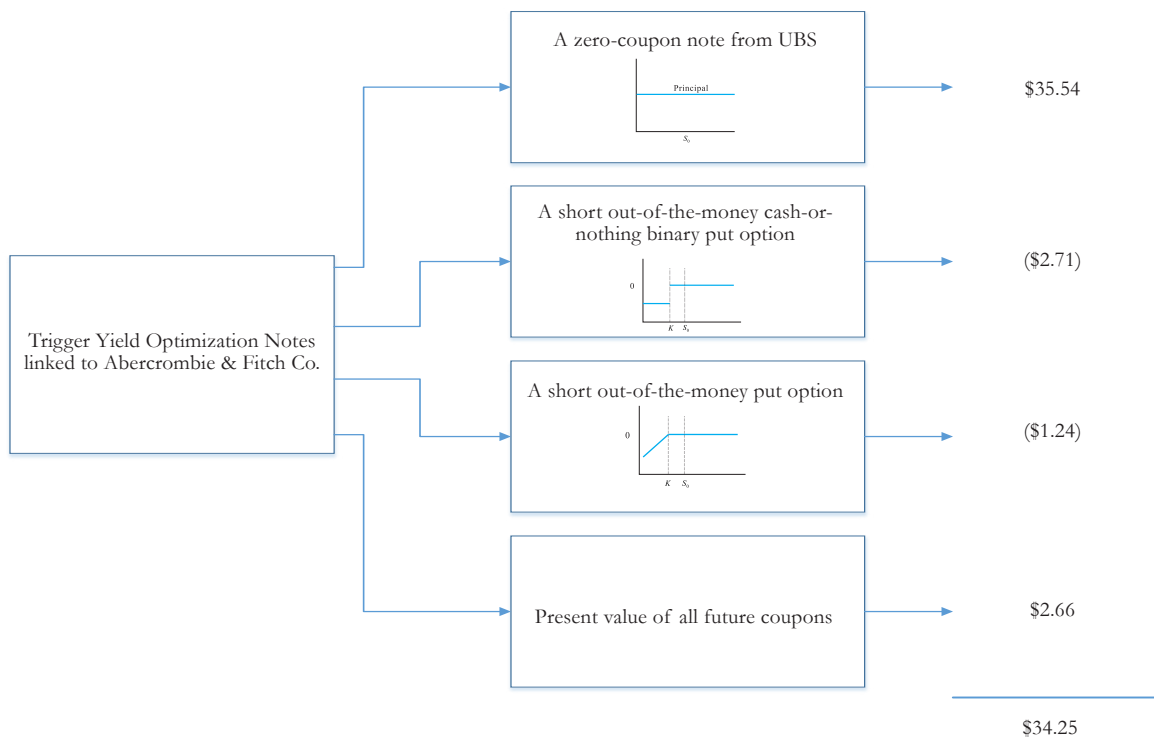 A zero-coupon note from UBS
Principal
S₀
$35.54
A short out-of-the-money cash-or-
nothing binary put option
0
K
S₀
($2.71)
Trigger Yield Optimization Notes
linked to Abercrombie & Fitch Co.
A short out-of-the-money put option
0
K
S₀
($1.24)
Present value of all future coupons
$2.66
$34.25